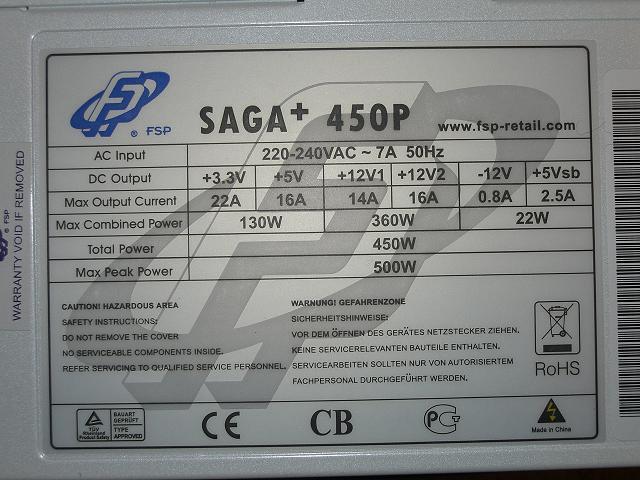 ® FSP
SAGA+ 450P
www.fsp-retail.com
AC Input 220-240VAC ~ 7A 50Hz
DC Output +3.3V +5V +12V1 +12V2 -12V +5Vsb
Max Output Current 22A 16A 14A 16A 0.8A 2.5A
Max Combined Power 130W 360W 22W
Total Power 450W
Max Peak Power 500W
CAUTION! HAZARDOUS AREA
SAFETY INSTRUCTIONS:
DO NOT REMOVE THE COVER
NO SERVICEABLE COMPONENTS INSIDE.
REFER SERVICING TO QUALIFIED SERVICE PERSONNEL.
WARNUNG! GEFAHRENZONE
SICHERHEITSHINWEISE:
VOR DEM ÖFFNEN DES GERÄTES NETZSTECKER ZIEHEN.
KEINE SERVICERELEVANTEN BAUTEILE ENTHALTEN.
SERVICEARBEITEN SOLLTEN NUR VON AUTORISIERTEM
FACHPERSONAL DURCHGEFÜHRT WERDEN.
RoHS
TÜV
Rheinland
Product Safety
BAUART
GEPRÜFT
TYPE
APPROVED
CE
CB
Made in China
WARRANTY VOID IF REMOVED
® FSP